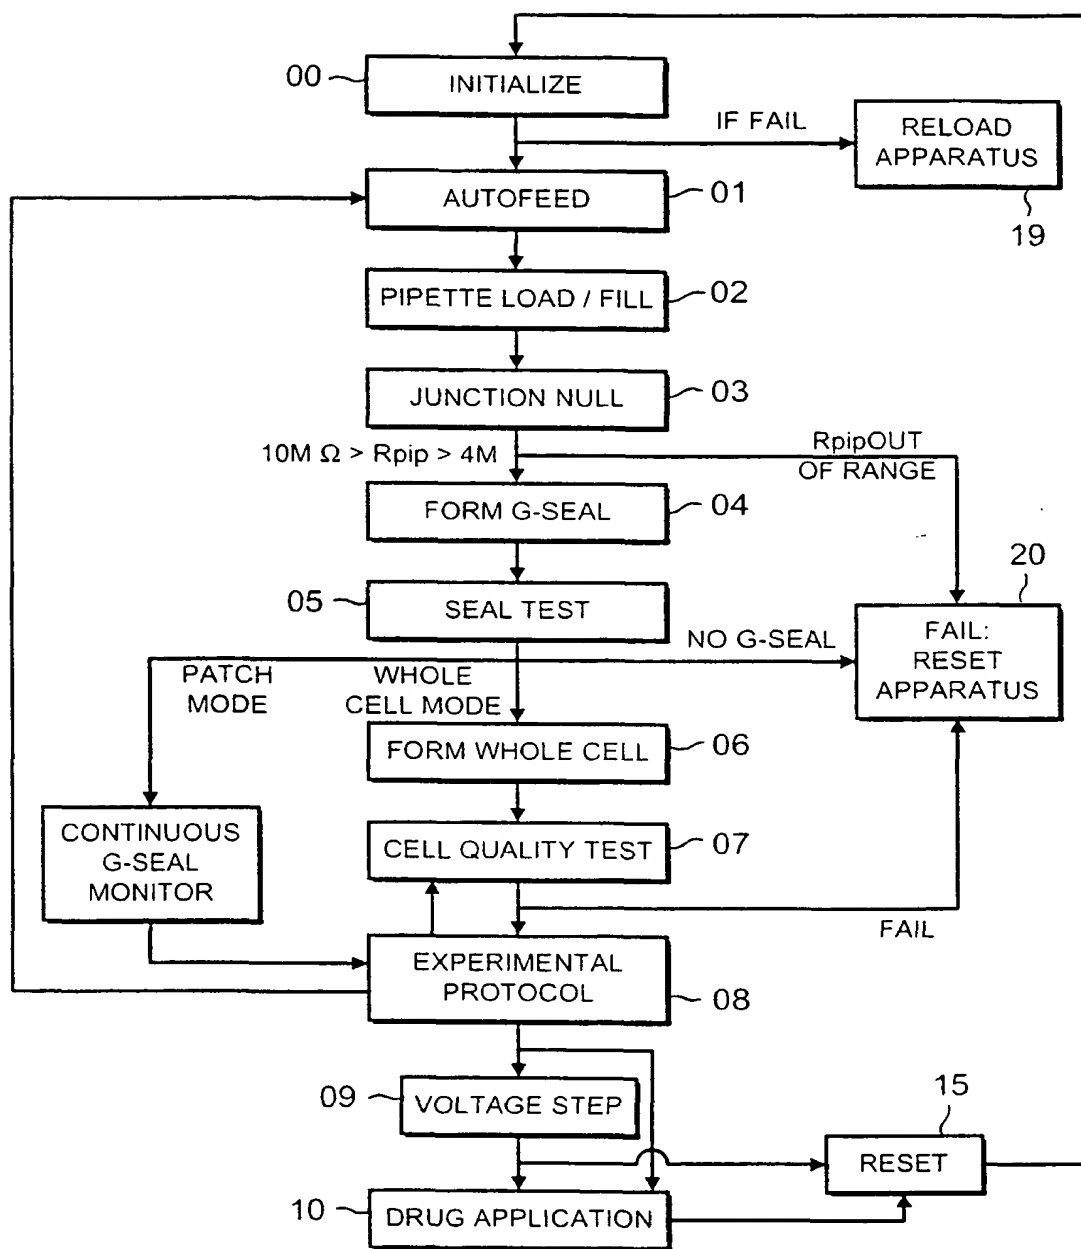 00
INITIALIZE
IF FAIL
RELOAD
APPARATUS
19
AUTOFEED
01
PIPETTE LOAD / FILL
02
JUNCTION NULL
03
10M Ω > Rpip > 4M
RpipOUT
OF RANGE
FORM G-SEAL
04
05
SEAL TEST
20
FAIL:
RESET
APPARATUS
NO G-SEAL
PATCH
MODE
WHOLE
CELL MODE
FORM WHOLE CELL
06
CONTINUOUS
G-SEAL
MONITOR
CELL QUALITY TEST
07
FAIL
EXPERIMENTAL
PROTOCOL
08
09
VOLTAGE STEP
15
RESET
10
DRUG APPLICATION